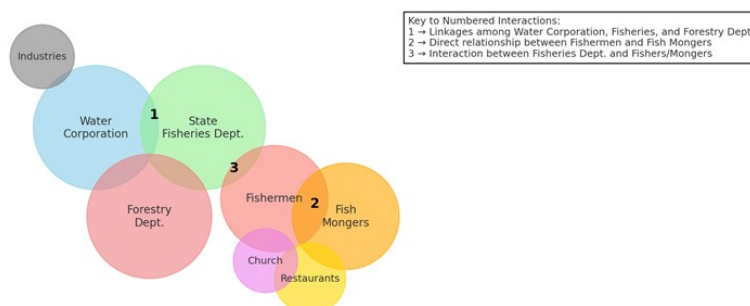 Key to Numbered Interactions:
1 → Linkages among Water Corporation, Fisheries, and Forestry Dept
2 → Direct relationship between Fishermen and Fish Mongers
3 → Interaction between Fisheries Dept. and Fishers/Mongers
Industries
1
Water
Corporation
State
Fisheries Dept.
3
Fishermen
2
Forestry
Dept.
Fish
Mongers
Church
Restaurants